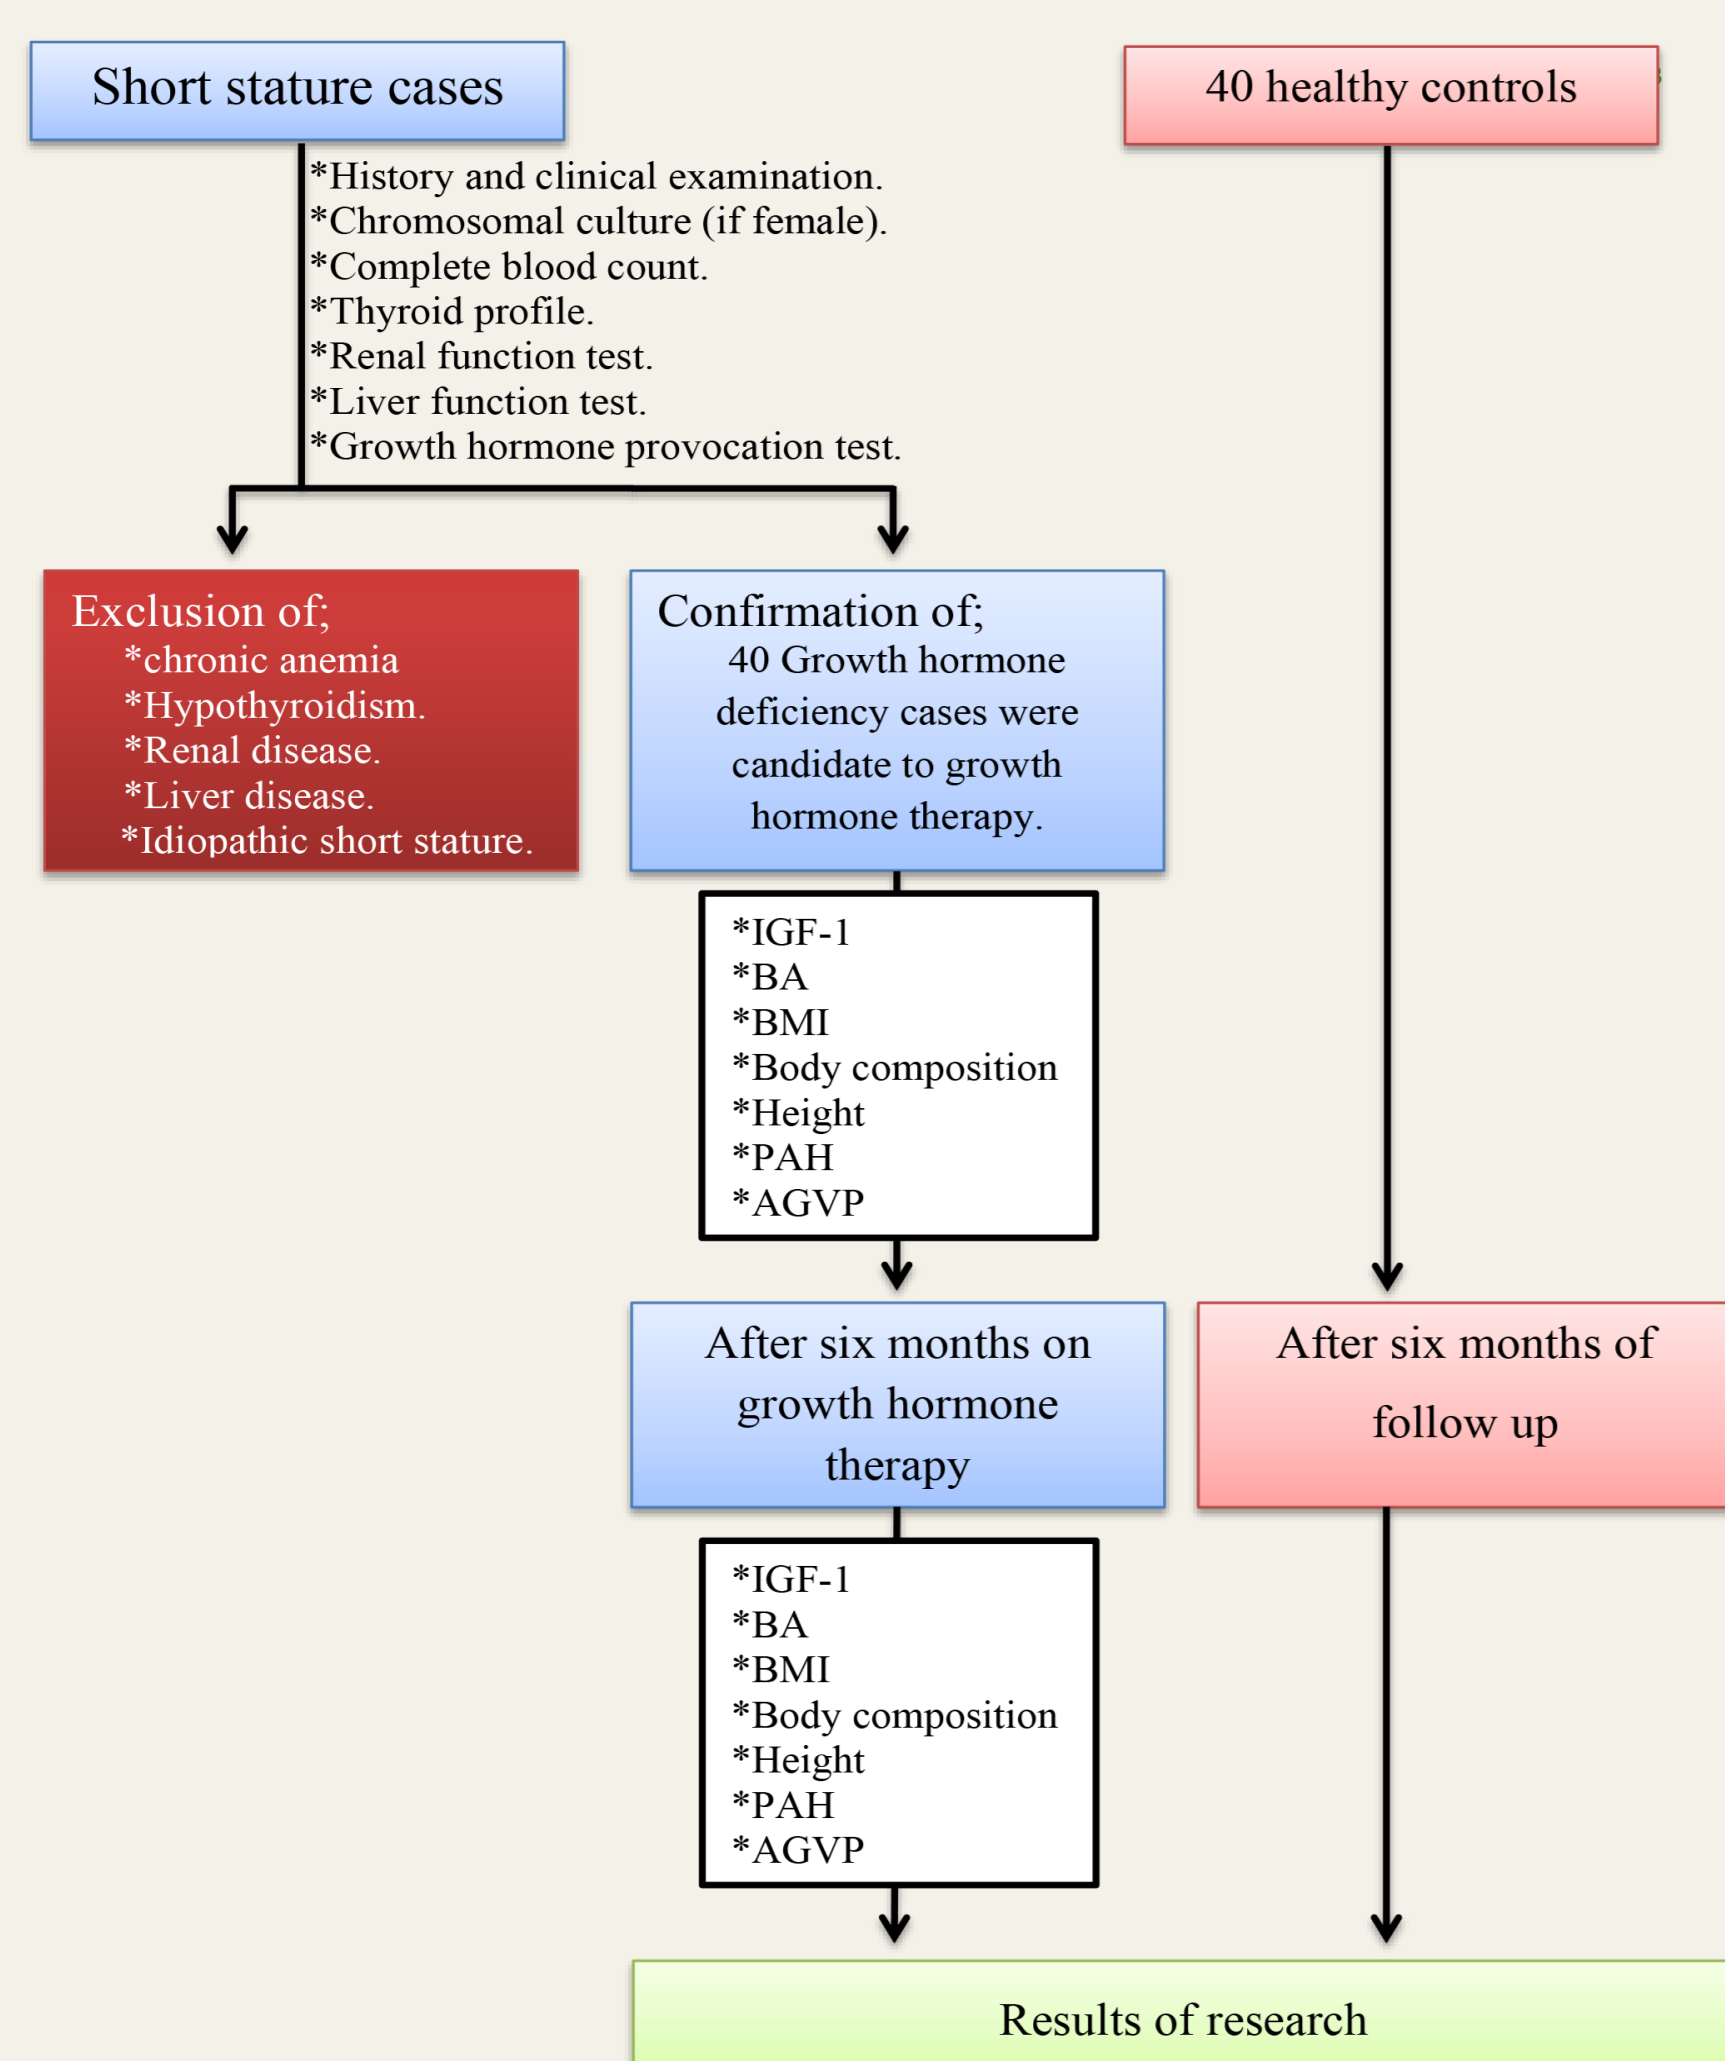 Short stature cases
40 healthy controls
*History and clinical examination.
*Chromosomal culture (if female).
*Complete blood count.
*Thyroid profile.
*Renal function test.
*Liver function test.
*Growth hormone provocation test.
Exclusion of;
*chronic anemia
*Hypothyroidism.
*Renal disease.
*Liver disease.
*Idiopathic short stature.
Confirmation of;
40 Growth hormone
deficiency cases were
candidate to growth
hormone therapy.
*IGF-1
*BA
*BMI
*Body composition
*Height
*PAH
*AGVP
After six months on
growth hormone
therapy
After six months of
follow up
*IGF-1
*BA
*BMI
*Body composition
*Height
*PAH
*AGVP
Results of research